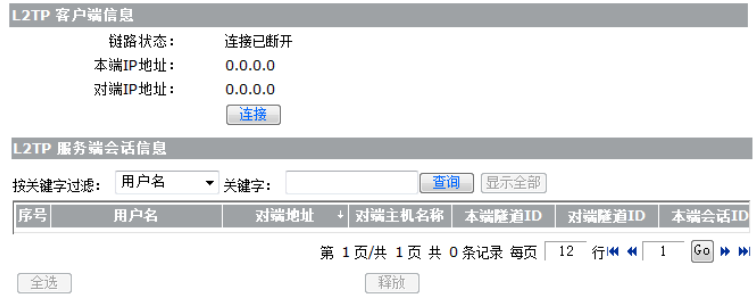 L2TP 客户端信息
链路状态： 连接已断开
本端IP地址： 0.0.0.0
对端IP地址： 0.0.0.0
连接
L2TP 服务端会话信息
按关键字过滤： 用户名 关键字： 查询 显示全部
序号 用户名 对端地址 对端主机名称 本端隧道ID 对端隧道ID 本端会话ID
第 1 页/共 1 页 共 0 条记录 每页 12 行 1 Go
全选 释放